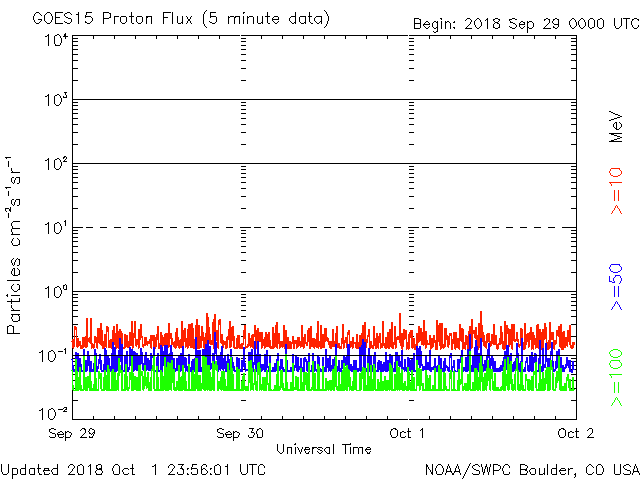 GOES15 Proton Flux (5 minute data)
Begin: 2018 Sep 29 0000 UTC
10⁴
10³
10²
10¹
10⁰
10⁻¹
10⁻²
Particles cm⁻²s⁻¹sr⁻¹
MeV
>=10
>=50
>=100
Sep 29
Sep 30
Oct 1
Oct 2
Universal Time
Updated 2018 Oct 1 23:56:01 UTC
NOAA/SWPC Boulder, CO USA